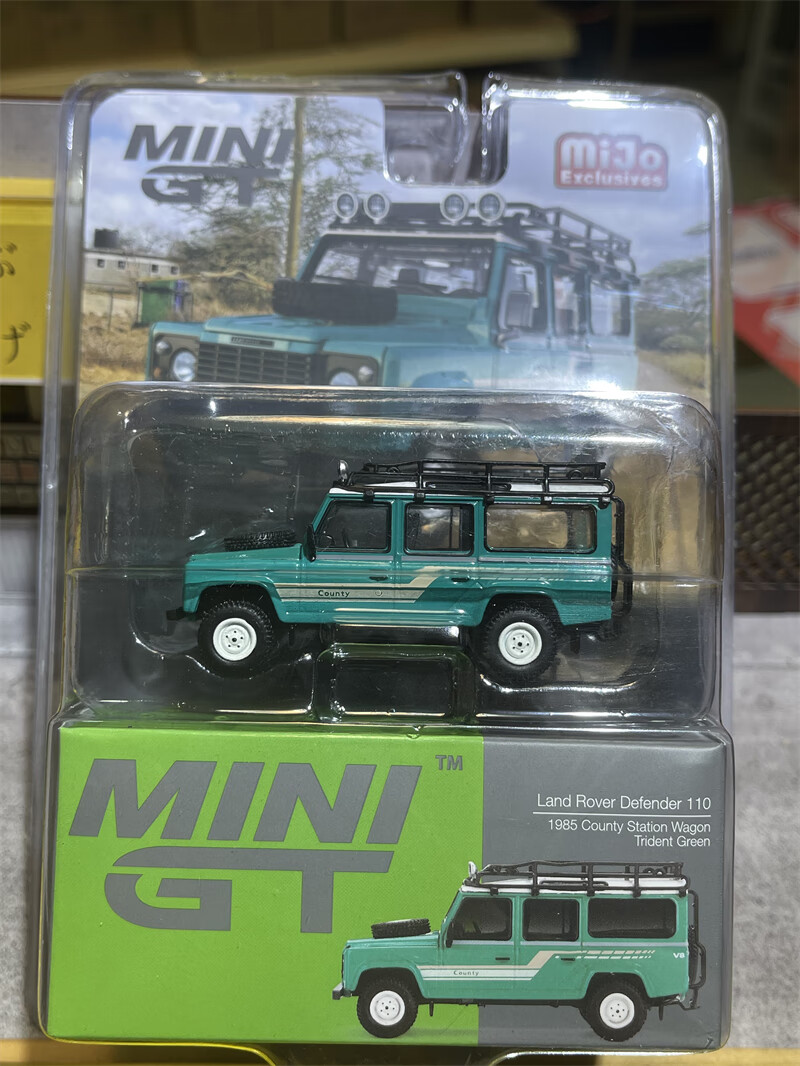 MINI
GT
MiJo
Exclusives
County
MINI
GT
TM
Land Rover Defender 110
1985 County Station Wagon
Trident Green
County
V8